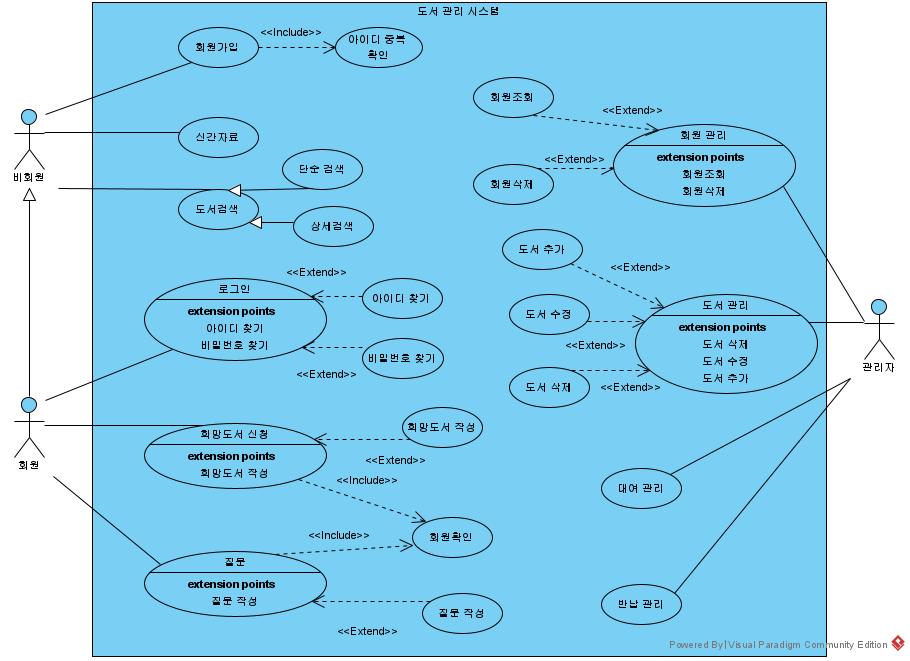 도서 관리 시스템
회원가입
<<Include>>
아이디 중복
확인
비회원
신간자료
단순 검색
도서검색
상세검색
회원조회
<<Extend>>
회원 관리
extension points
회원조회
회원삭제
<<Extend>>
회원삭제
도서 추가
<<Extend>>
도서 수정
<<Extend>>
도서 삭제
<<Extend>>
도서 관리
extension points
도서 삭제
도서 수정
도서 추가
관리자
<<Extend>>
로그인
extension points
아이디 찾기
비밀번호 찾기
아이디 찾기
비밀번호 찾기
<<Extend>>
회원
희망도서 신청
extension points
희망도서 작성
희망도서 작성
<<Extend>>
<<Include>>
회원확인
<<Include>>
질문
extension points
질문 작성
질문 작성
<<Extend>>
대여 관리
반납 관리
Powered By Visual Paradigm Community Edition